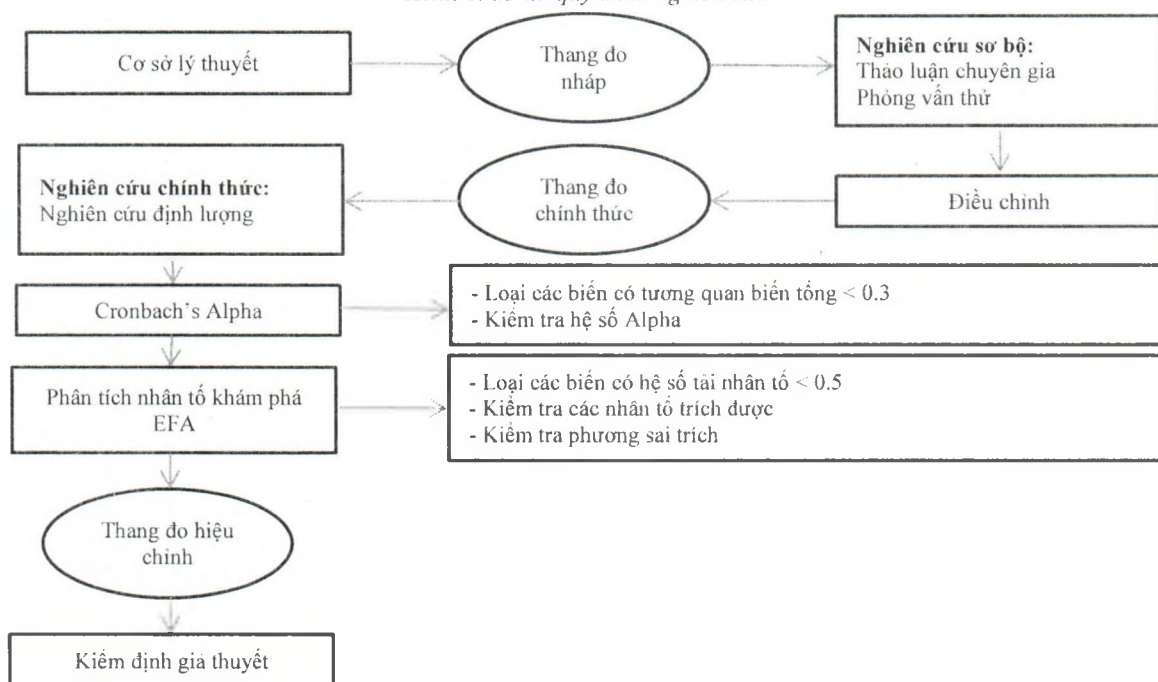 Cơ sở lý thuyết
Thang đo
nháp
Nghiên cứu sơ bộ:
Thảo luận chuyên gia
Phỏng vấn thử
Nghiên cứu chính thức:
Nghiên cứu định lượng
Thang đo
chính thức
Điều chỉnh
Cronbach's Alpha
- Loại các biến có tương quan biến tổng < 0.3
- Kiểm tra hệ số Alpha
Phân tích nhân tố khám phá
EFA
- Loại các biến có hệ số tải nhân tố < 0.5
- Kiểm tra các nhân tố trích được
- Kiểm tra phương sai trích
Thang đo hiệu
chỉnh
Kiểm định giả thuyết